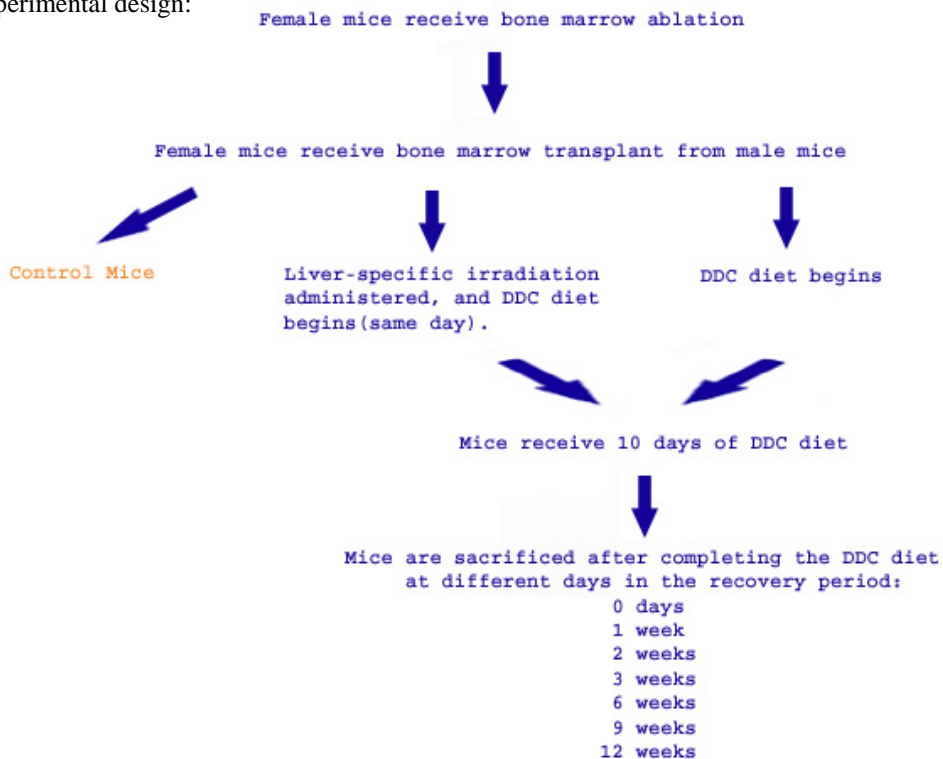 perimental design:
Female mice receive bone marrow ablation
Female mice receive bone marrow transplant from male mice
Control Mice
Liver-specific irradiation
administered, and DDC diet
begins(same day).
DDC diet begins
Mice receive 10 days of DDC diet
Mice are sacrificed after completing the DDC diet
at different days in the recovery period:
0 days
1 week
2 weeks
3 weeks
6 weeks
9 weeks
12 weeks